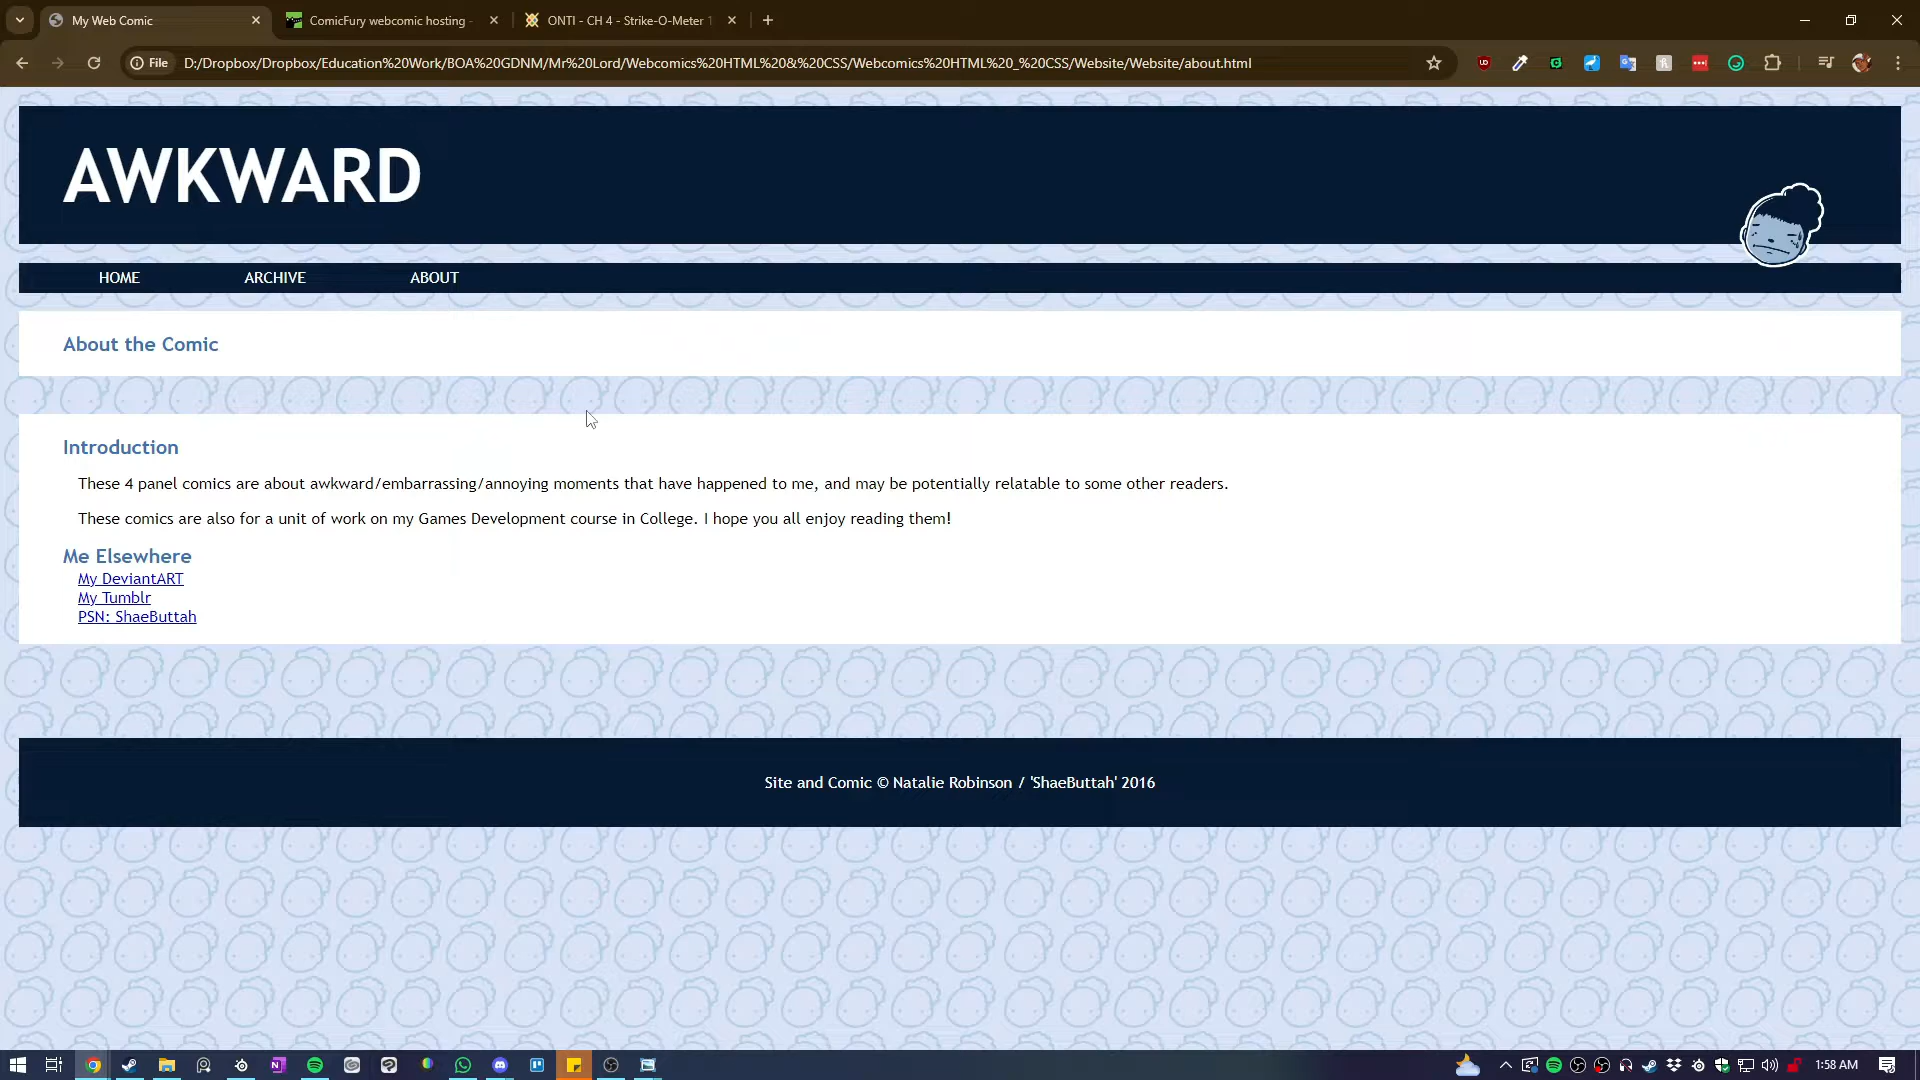 My Web Comic
ComicFury webcomic hosting -
ONTI - CH 4 - Strike-O-Meter
File
D:/Dropbox/Dropbox/Education%20Work/BOA%20GDNM/Mr%20Lord/Webcomics%20HTML%20&%20CSS/Webcomics%20HTML%20_%20CSS/Website/Website/about.html
AWKWARD
HOME
ARCHIVE
ABOUT
About the Comic
Introduction
These 4 panel comics are about awkward/embarrassing/annoying moments that have happened to me, and may be potentially relatable to some other readers.
These comics are also for a unit of work on my Games Development course in College. I hope you all enjoy reading them!
Me Elsewhere
My DeviantART
My Tumblr
PSN: ShaeButtah
Site and Comic © Natalie Robinson / 'ShaeButtah' 2016
1:58 AM